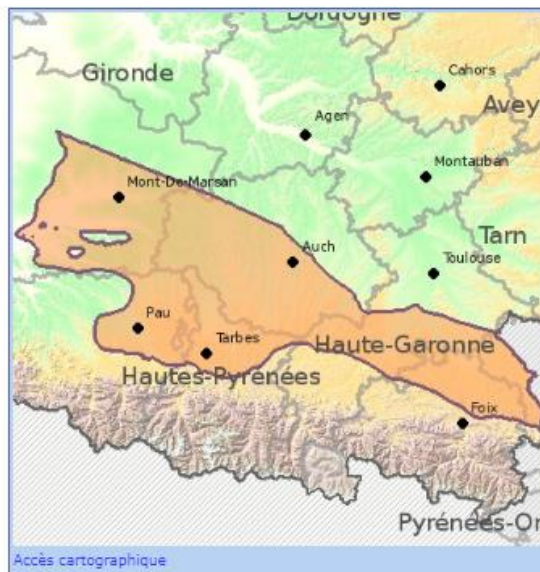 Dordogne
Gironde
Cahors
Avey
Agen
Montauban
Mont-De-Marsan
Tarn
Auch
Toulouse
Pau
Tarbes
Haute-Garonne
Hautes-Pyrénées
Foix
Pyrénées-Or
Accès cartographique